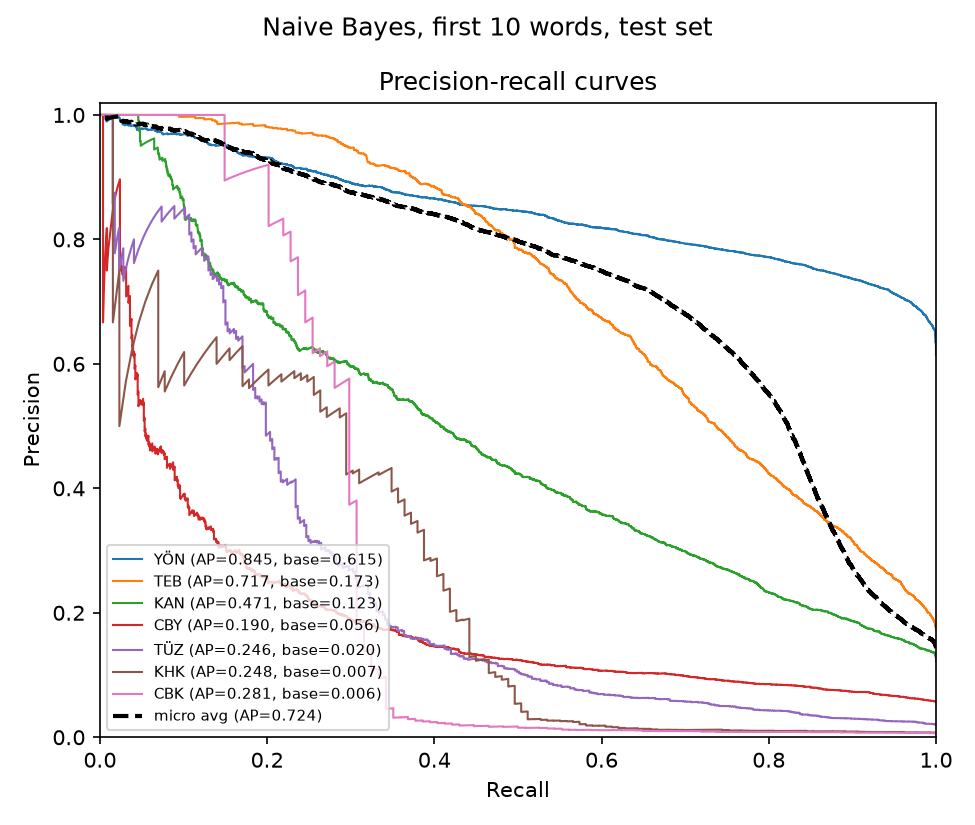 Naive Bayes, first 10 words, test set
Precision-recall curves
1.0
0.8
0.6
0.4
0.2
0.0
Precision
YÖN (AP=0.845, base=0.615)
TEB (AP=0.717, base=0.173)
KAN (AP=0.471, base=0.123)
CBY (AP=0.190, base=0.056)
TÜZ (AP=0.246, base=0.020)
KHK (AP=0.248, base=0.007)
CBK (AP=0.281, base=0.006)
micro avg (AP=0.724)
0.0 0.2 0.4 0.6 0.8 1.0
Recall